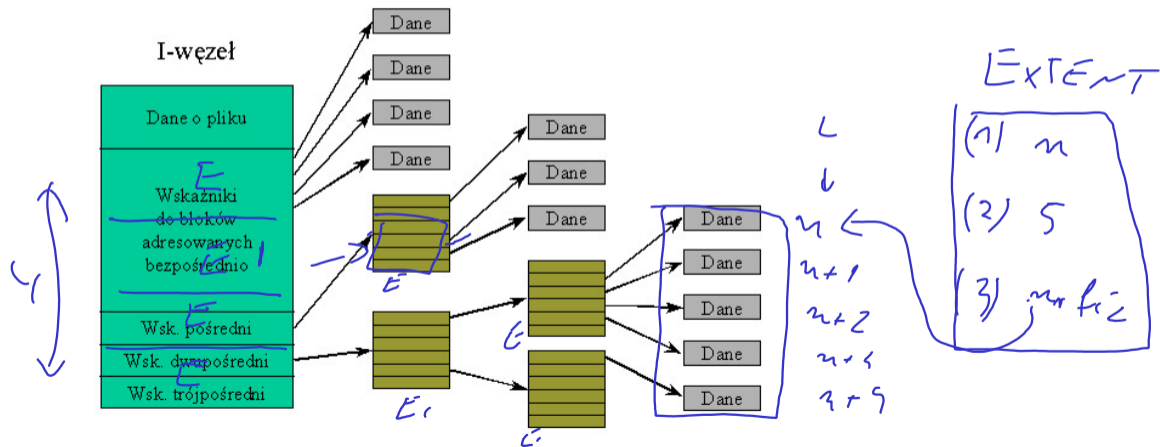 I-węzeł
Dane o pliku
Wskaźniki
do bloków
adresowanych
bezpośrednio
Wsk. pośredni
Wsk. dwupośredni
Wsk. trójpośredni
E
E
E
E
4
Dane
Dane
Dane
Dane
E
E
Dane
Dane
Dane
E
E
Dane
Dane
Dane
Dane
Dane
L
n
n+1
n+2
EXTENT
(1) n
(2) 5
(3)